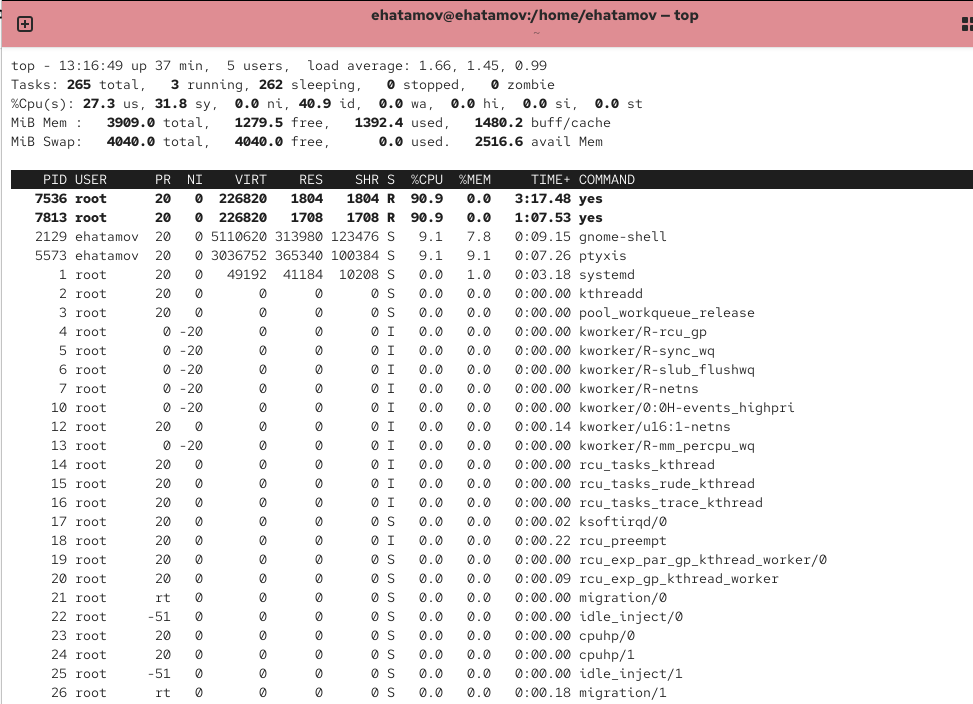 ehatamov@ehatamov:/home/ehatamov — top
~
top - 13:16:49 up 37 min,  5 users,  load average: 1.66, 1.45, 0.99
Tasks: 265 total,   3 running, 262 sleeping,   0 stopped,   0 zombie
%Cpu(s): 27.3 us, 31.8 sy,  0.0 ni, 40.9 id,  0.0 wa,  0.0 hi,  0.0 si,  0.0 st
MiB Mem :   3909.0 total,   1279.5 free,   1392.4 used,   1480.2 buff/cache
MiB Swap:   4040.0 total,   4040.0 free,      0.0 used.   2516.6 avail Mem
PID USER      PR  NI    VIRT    RES    SHR S  %CPU  %MEM     TIME+ COMMAND
7536 root      20   0  226820   1804   1804 R  90.9   0.0   3:17.48 yes
7813 root      20   0  226820   1708   1708 R  90.9   0.0   1:07.53 yes
2129 ehatamov  20   0 5110620 313980 123476 S   9.1   7.8   0:09.15 gnome-shell
5573 ehatamov  20   0 3036752 365340 100384 S   9.1   9.1   0:07.26 ptyxis
1 root      20   0   49192  41184  10208 S   0.0   1.0   0:03.18 systemd
2 root      20   0       0      0      0 S   0.0   0.0   0:00.00 kthreadd
3 root      20   0       0      0      0 S   0.0   0.0   0:00.00 pool_workqueue_release
4 root       0 -20       0      0      0 I   0.0   0.0   0:00.00 kworker/R-rcu_gp
5 root       0 -20       0      0      0 I   0.0   0.0   0:00.00 kworker/R-sync_wq
6 root       0 -20       0      0      0 I   0.0   0.0   0:00.00 kworker/R-slub_flushwq
7 root       0 -20       0      0      0 I   0.0   0.0   0:00.00 kworker/R-netns
10 root       0 -20       0      0      0 I   0.0   0.0   0:00.00 kworker/0:0H-events_highpri
12 root      20   0       0      0      0 I   0.0   0.0   0:00.14 kworker/u16:1-netns
13 root       0 -20       0      0      0 I   0.0   0.0   0:00.00 kworker/R-mm_percpu_wq
14 root      20   0       0      0      0 I   0.0   0.0   0:00.00 rcu_tasks_kthread
15 root      20   0       0      0      0 I   0.0   0.0   0:00.00 rcu_tasks_rude_kthread
16 root      20   0       0      0      0 I   0.0   0.0   0:00.00 rcu_tasks_trace_kthread
17 root      20   0       0      0      0 S   0.0   0.0   0:00.02 ksoftirqd/0
18 root      20   0       0      0      0 I   0.0   0.0   0:00.22 rcu_preempt
19 root      20   0       0      0      0 S   0.0   0.0   0:00.00 rcu_exp_par_gp_kthread_worker/0
20 root      20   0       0      0      0 S   0.0   0.0   0:00.09 rcu_exp_gp_kthread_worker
21 root      rt   0       0      0      0 S   0.0   0.0   0:00.00 migration/0
22 root     -51   0       0      0      0 S   0.0   0.0   0:00.00 idle_inject/0
23 root      20   0       0      0      0 S   0.0   0.0   0:00.00 cpuhp/0
24 root      20   0       0      0      0 S   0.0   0.0   0:00.00 cpuhp/1
25 root     -51   0       0      0      0 S   0.0   0.0   0:00.00 idle_inject/1
26 root      rt   0       0      0      0 S   0.0   0.0   0:00.18 migration/1